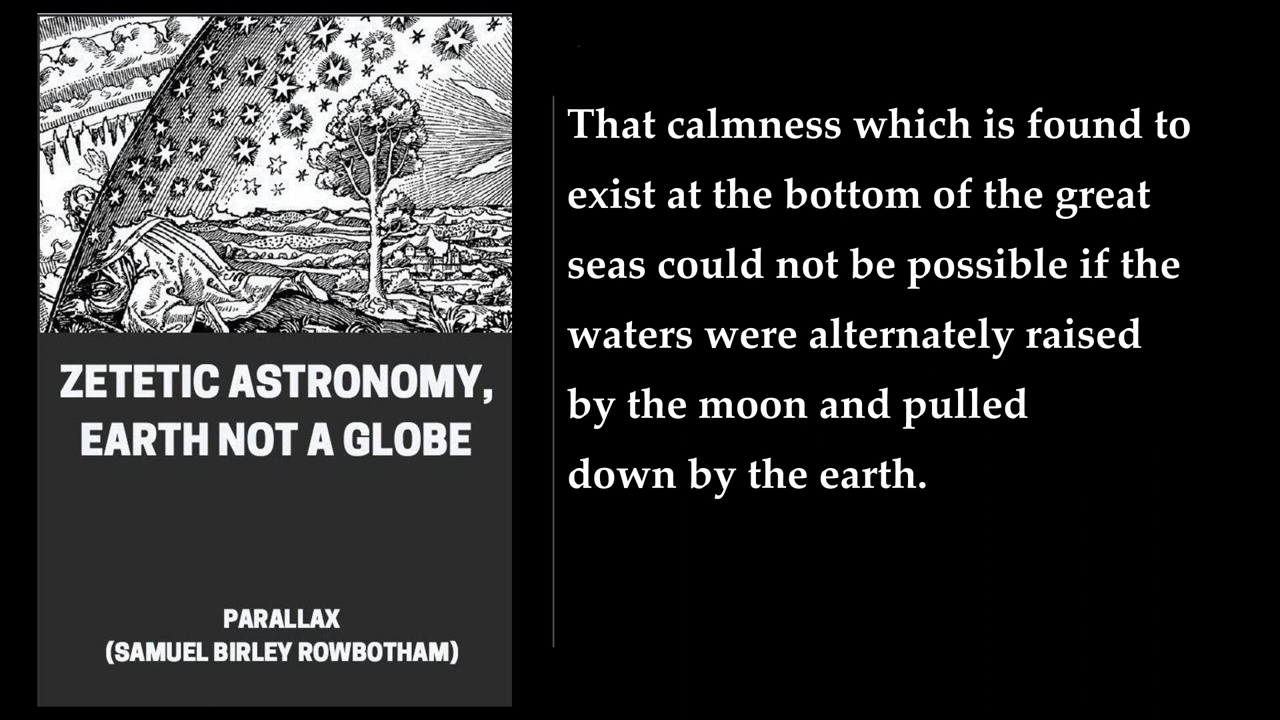 ZETETIC ASTRONOMY,
EARTH NOT A GLOBE
PARALLAX
(SAMUEL BIRLEY ROWBOTHAM)
That calmness which is found to
exist at the bottom of the great
seas could not be possible if the
waters were alternately raised
by the moon and pulled
down by the earth.